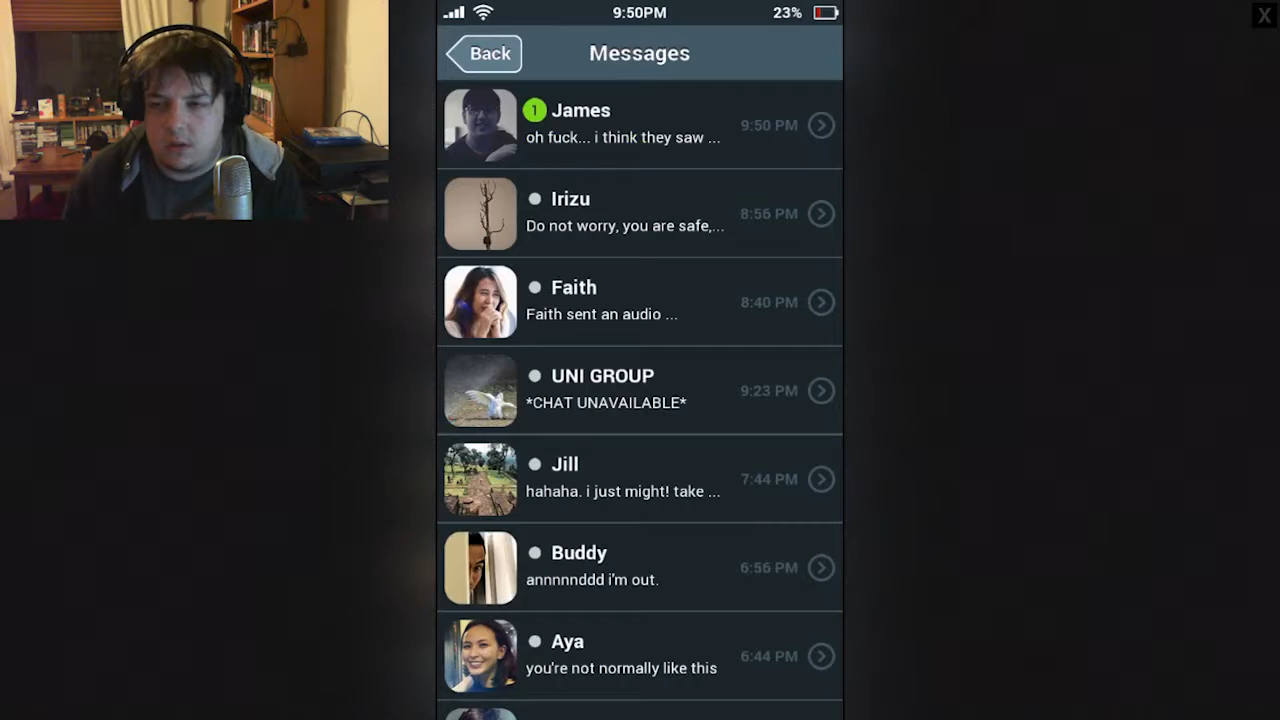 9:50PM
23%
X
Back
Messages
1
James
oh fuck... i think they saw ...
9:50 PM
Irizu
Do not worry, you are safe,...
8:56 PM
Faith
Faith sent an audio ...
8:40 PM
UNI GROUP
*CHAT UNAVAILABLE*
9:23 PM
Jill
hahaha. i just might! take ...
7:44 PM
Buddy
annnnnddd i'm out.
6:56 PM
Aya
you're not normally like this
6:44 PM